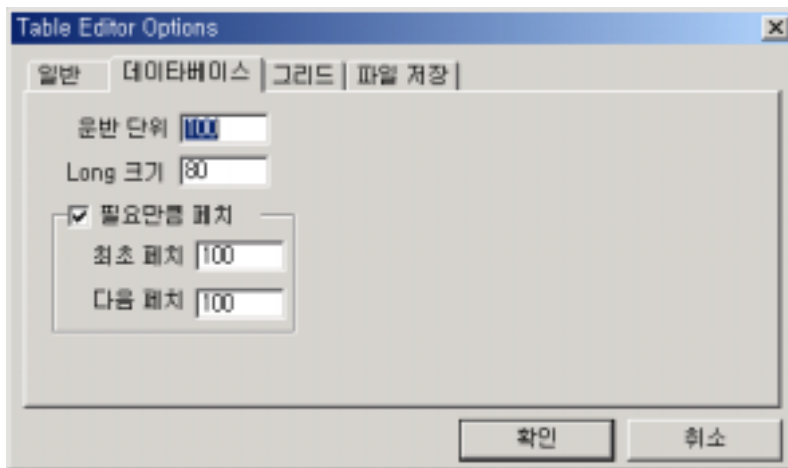 Table Editor Options
일반 데이타베이스 그리드 파일 저장
운반 단위 100
Long 크기 80
필요만큼 페치
최초 페치 100
다음 페치 100
확인 취소